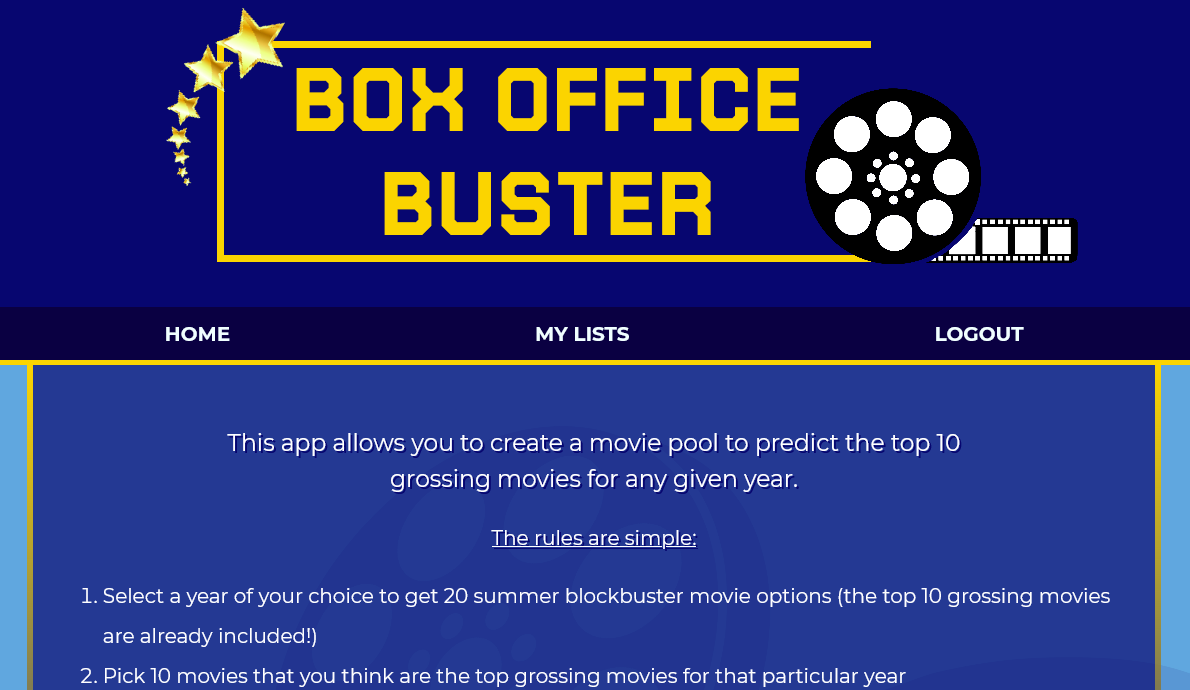 BOX OFFICE
BUSTER
HOME MY LISTS LOGOUT
This app allows you to create a movie pool to predict the top 10
grossing movies for any given year.
The rules are simple:
1. Select a year of your choice to get 20 summer blockbuster movie options (the top 10 grossing movies
are already included!)
2. Pick 10 movies that you think are the top grossing movies for that particular year